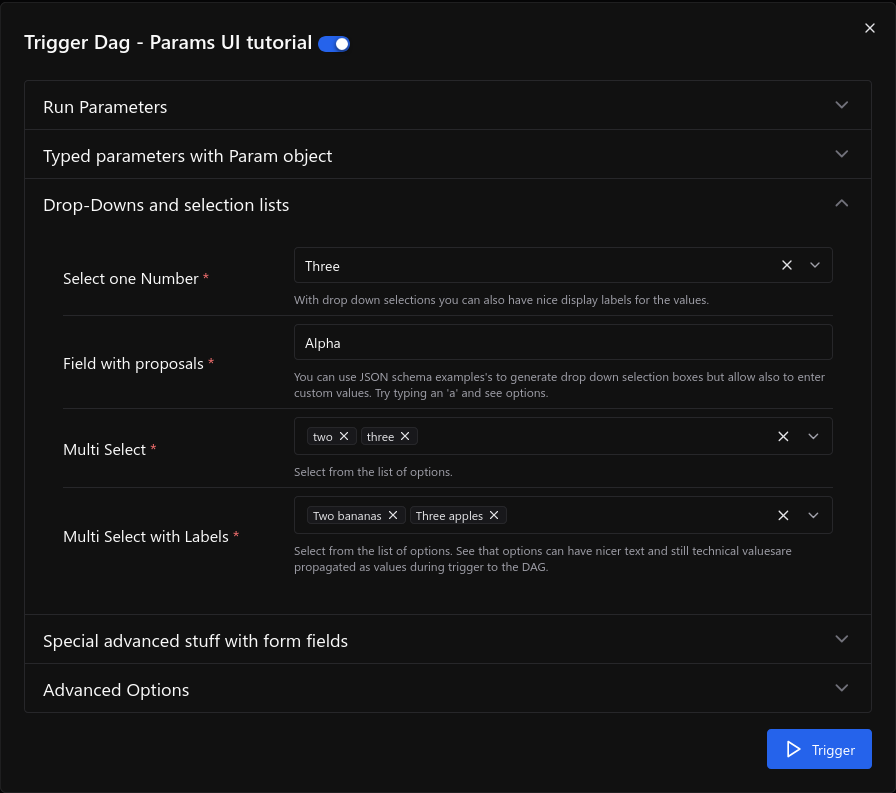 Trigger Dag - Params UI tutorial
Run Parameters
Typed parameters with Param object
Drop-Downs and selection lists
Select one Number *
Three
With drop down selections you can also have nice display labels for the values.
Field with proposals *
Alpha
You can use JSON schema examples's to generate drop down selection boxes but allow also to enter
custom values. Try typing an 'a' and see options.
Multi Select *
two three
Select from the list of options.
Multi Select with Labels *
Two bananas Three apples
Select from the list of options. See that options can have nicer text and still technical valuesare
propagated as values during trigger to the DAG.
Special advanced stuff with form fields
Advanced Options
Trigger